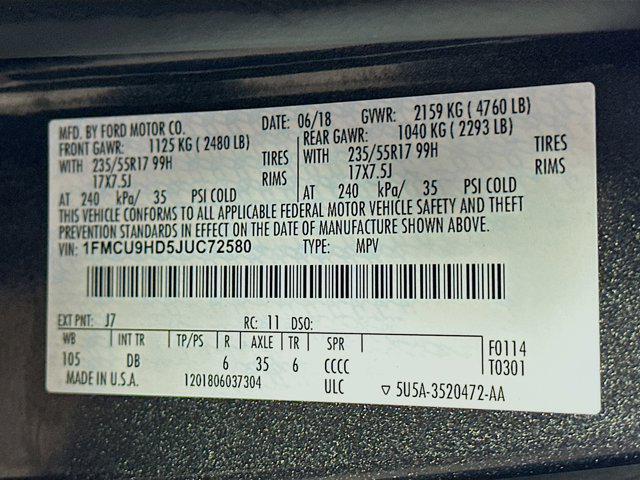 MFD. BY FORD MOTOR CO. DATE: 06/18 GVWR: 2159 KG ( 4760 LB)
FRONT GAWR: 1125 KG ( 2480 LB) REAR GAWR: 1040 KG ( 2293 LB)
WITH 235/55R17 99H TIRES WITH 235/55R17 99H TIRES
17X7.5J RIMS 17X7.5J RIMS
AT 240 kPa/ 35 PSI COLD AT 240 kPa/ 35 PSI COLD
THIS VEHICLE CONFORMS TO ALL APPLICABLE FEDERAL MOTOR VEHICLE SAFETY AND THEFT
PREVENTION STANDARDS IN EFFECT ON THE DATE OF MANUFACTURE SHOWN ABOVE.
VIN: 1FMCU9HD5JUC72580 TYPE: MPV
EXT PNT: J7 RC: 11 DSO:
WB INT TR TP/PS R AXLE TR SPR F0114
105 DB 6 35 6 CCCC T0301
MADE IN U.S.A. 1201806037304 ULC ▽ 5U5A-3520472-AA